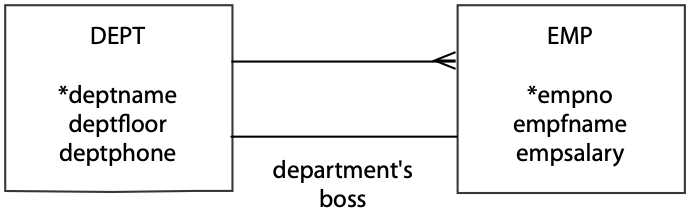 DEPT
*deptname
deptfloor
deptphone
EMP
*empno
empfname
empsalary
department's
boss